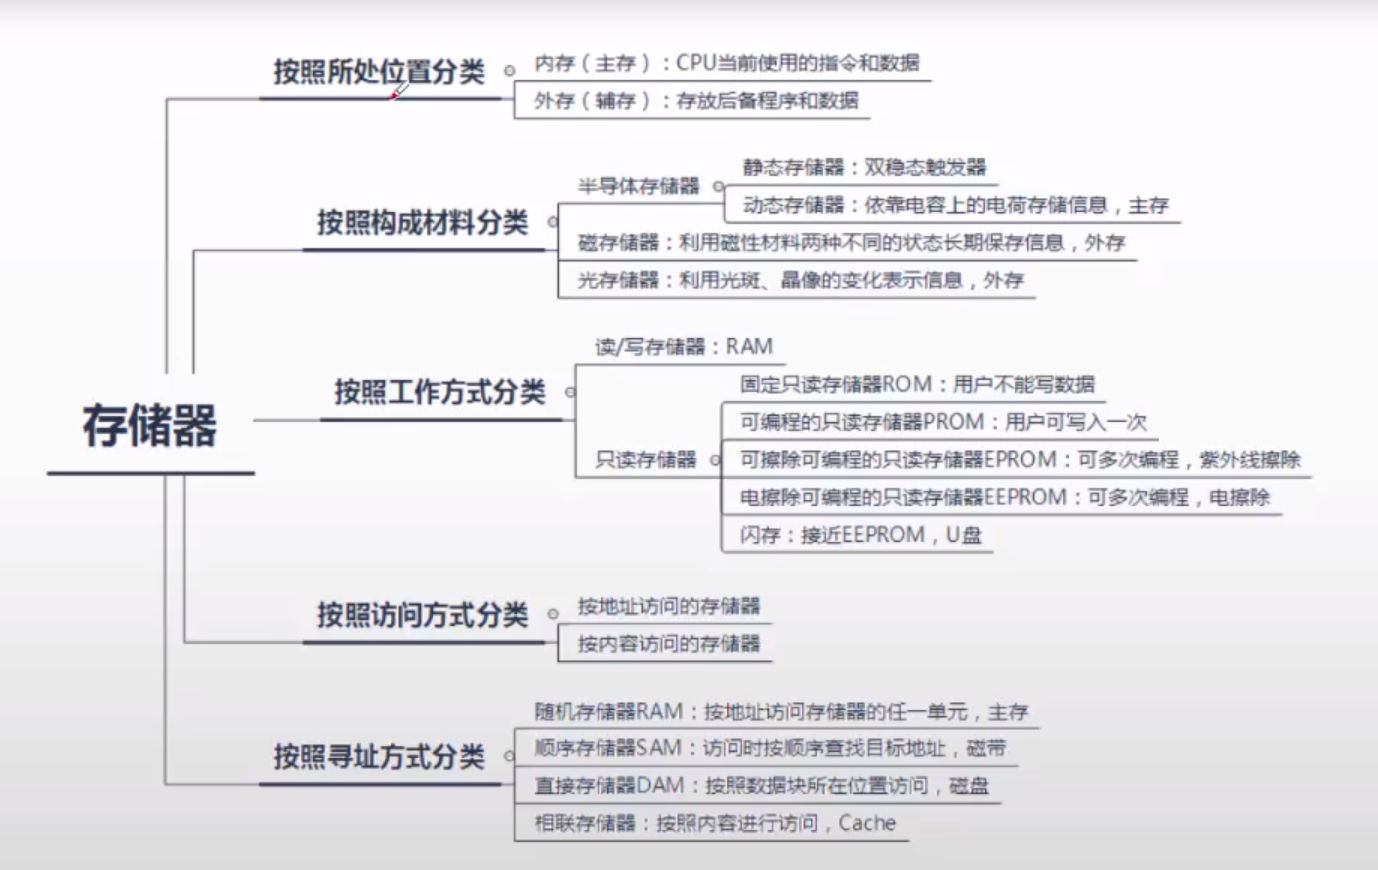 按照所处位置分类
内存（主存）：CPU当前使用的指令和数据
外存（辅存）：存放后备程序和数据
按照构成材料分类
半导体存储器
静态存储器：双稳态触发器
动态存储器：依靠电容上的电荷存储信息，主存
磁存储器：利用磁性材料两种不同的状态长期保存信息，外存
光存储器：利用光斑、晶像的变化表示信息，外存
存储器
按照工作方式分类
读/写存储器：RAM
只读存储器
固定只读存储器ROM：用户不能写数据
可编程的只读存储器PROM：用户可写入一次
可擦除可编程的只读存储器EPROM：可多次编程，紫外线擦除
电擦除可编程的只读存储器EEPROM：可多次编程，电擦除
闪存：接近EEPROM，U盘
按照访问方式分类
按地址访问的存储器
按内容访问的存储器
按照寻址方式分类
随机存储器RAM：按地址访问存储器的任一单元，主存
顺序存储器SAM：访问时按顺序查找目标地址，磁带
直接存储器DAM：按照数据块所在位置访问，磁盘
相联存储器：按照内容进行访问，Cache